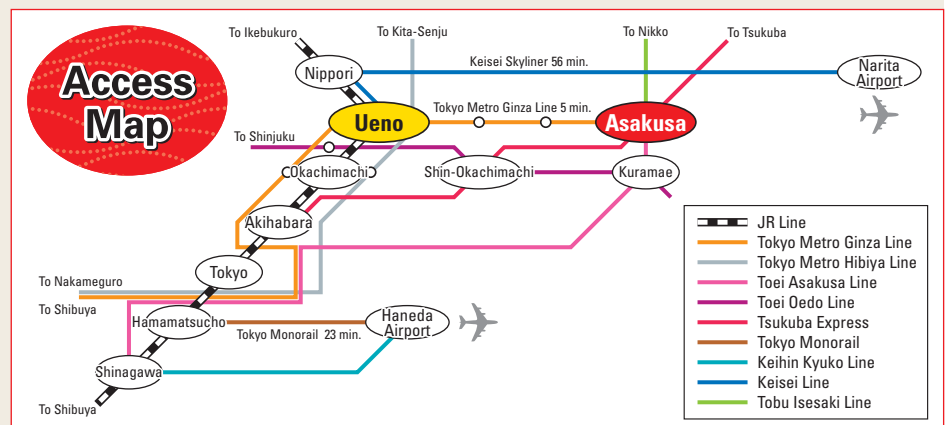 Access
Map
To Ikebukuro
To Kita-Senju
To Nikko
To Tsukuba
Nippori
Keisei Skyliner 56 min.
Narita
Airport
Ueno
Tokyo Metro Ginza Line 5 min.
Asakusa
To Shinjuku
Okachimachi
Shin-Okachimachi
Kuramae
Akihabara
Tokyo
To Nakameguro
To Shibuya
Hamamatsucho
Tokyo Monorail 23 min.
Haneda
Airport
Shinagawa
To Shibuya
JR Line
Tokyo Metro Ginza Line
Tokyo Metro Hibiya Line
Toei Asakusa Line
Toei Oedo Line
Tsukuba Express
Tokyo Monorail
Keihin Kyuko Line
Keisei Line
Tobu Isesaki Line